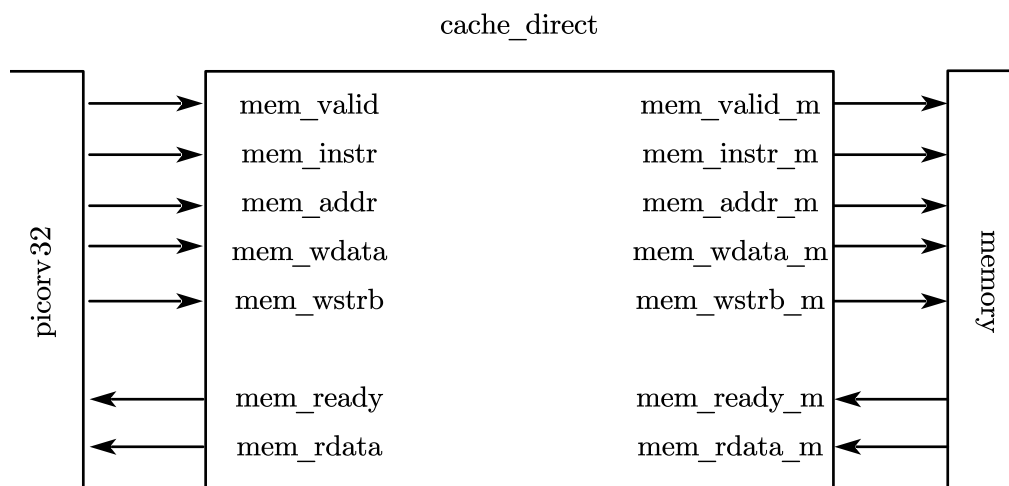 cache_direct
picorv32
mem_valid
mem_instr
mem_addr
mem_wdata
mem_wstrb
mem_ready
mem_rdata
mem_valid_m
mem_instr_m
mem_addr_m
mem_wdata_m
mem_wstrb_m
mem_ready_m
mem_rdata_m
memory